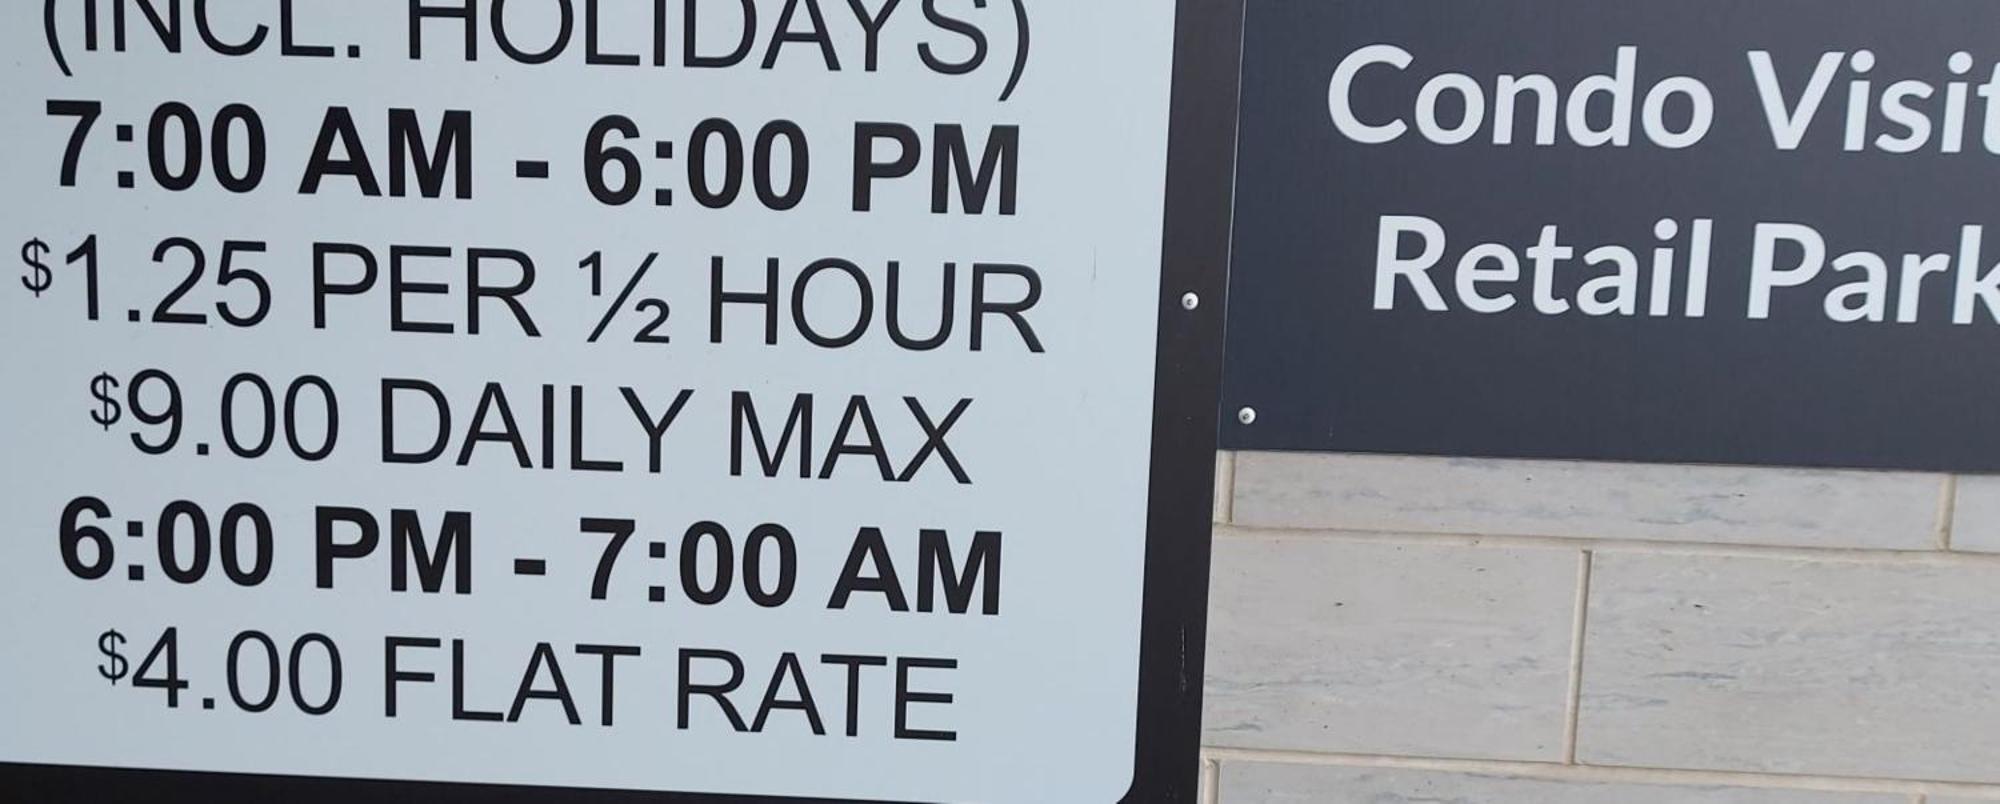 (INCL. HOLIDAYS)
7:00 AM - 6:00 PM
$1.25 PER ½ HOUR
$9.00 DAILY MAX
6:00 PM - 7:00 AM
$4.00 FLAT RATE
Condo Visit
Retail Park